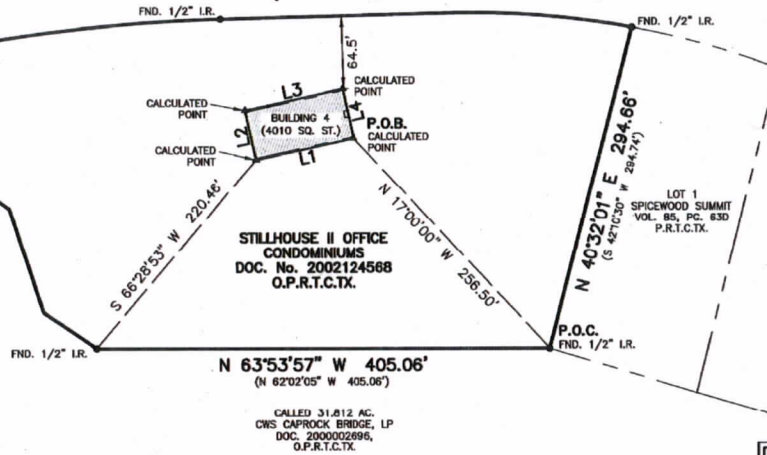 FND. 1/2" I.R.
FND. 1/2" I.R.
64.5'
CALCULATED
POINT
L3
CALCULATED
POINT
BUILDING 4
(4010 SQ. ST.)
L4
L2
P.O.B.
CALCULATED
POINT
CALCULATED
POINT
L1
S 66°28'53" W 220.46'
N 17°00'00" W 256.50'
N 40°32'01" E 294.66'
(S 42°10'30" W 294.74')
LOT 1
SPICEWOOD SUMMIT
VOL. 85, PG. 63D
P.R.T.C.TX.
STILLHOUSE II OFFICE
CONDOMINIUMS
DOC. No. 2002124568
O.P.R.T.C.TX.
P.O.C.
FND. 1/2" I.R.
FND. 1/2" I.R.
N 63°53'57" W 405.06'
(N 62°02'05" W 405.06')
CALLED 31.812 AC.
CWS CAPROCK BRIDGE, LP
DOC. 2000002696,
O.P.R.T.C.TX.